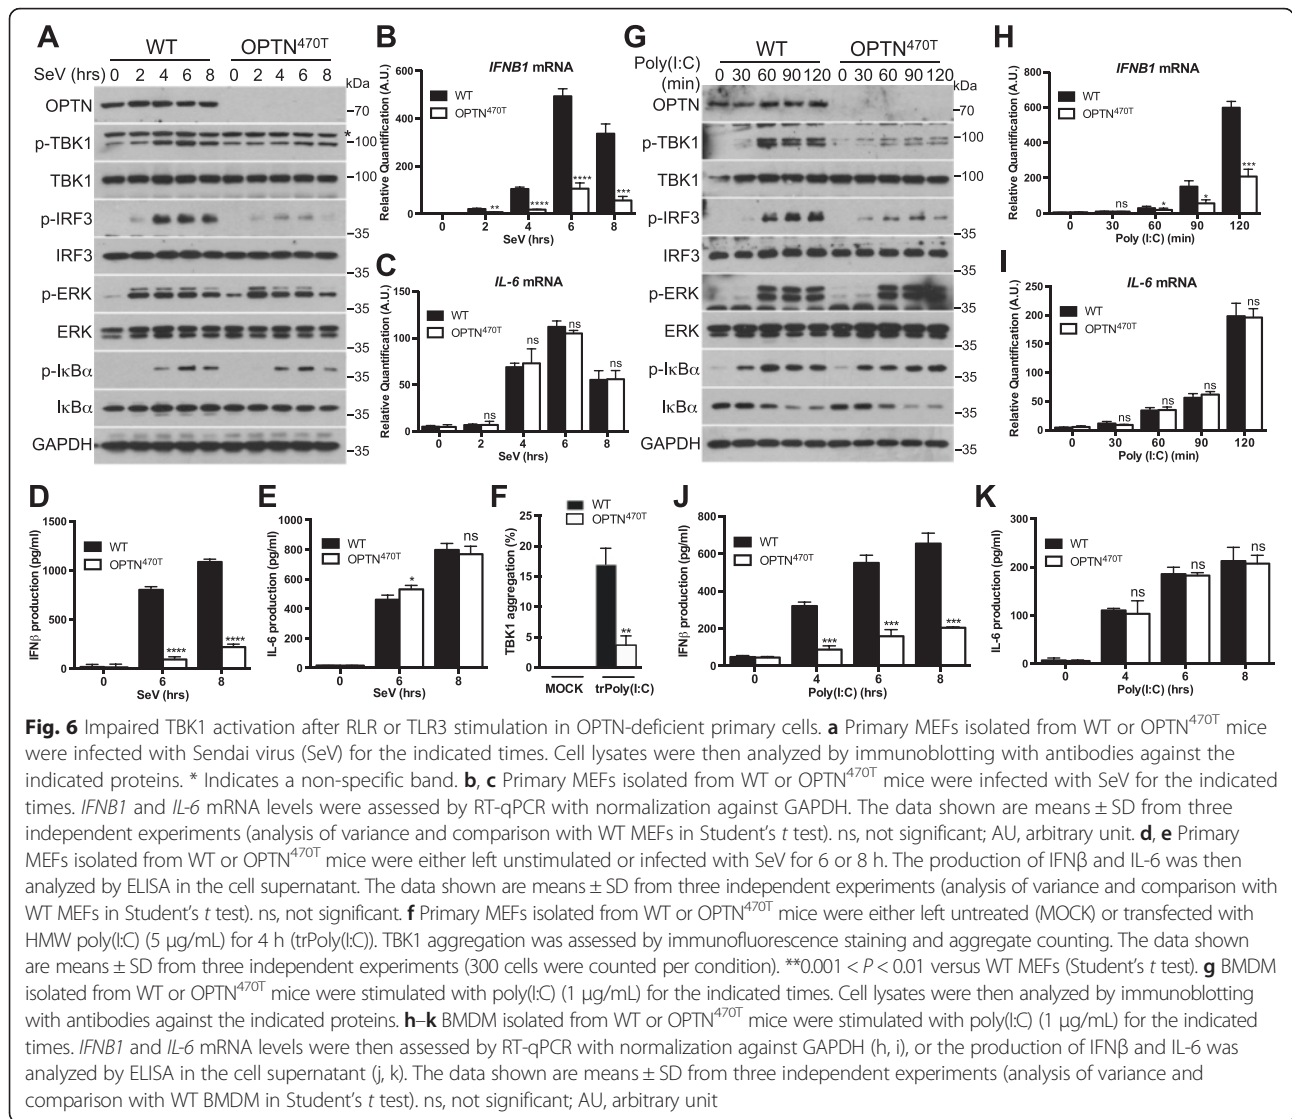 A
WT OPTN470T
SeV (hrs) 0 2 4 6 8 0 2 4 6 8
kDa
OPTN
–70
p-TBK1
*
–100
TBK1
–100
p-IRF3
IRF3
–35
p-ERK
–35
ERK
–35
p-IκBα
–35
IκBα
–35
GAPDH
–35
B
IFNB1 mRNA
Relative Quantification (A.U.)
600
400
200
0
WT
OPTN470T
** **** **** ***
0 2 4 6 8
SeV (hrs)
C
IL-6 mRNA
Relative Quantification (A.U.)
150
100
50
0
WT
OPTN470T
ns ns ns ns
0 2 4 6 8
SeV (hrs)
G
WT OPTN470T
Poly(I:C)
(min) 0 30 60 90 120 0 30 60 90 120
kDa
OPTN
–70
p-TBK1
–100
TBK1
–100
p-IRF3
IRF3
–35
p-ERK
–35
ERK
–35
p-IκBα
–35
IκBα
–35
GAPDH
–35
H
IFNB1 mRNA
Relative Quantification (A.U.)
800
600
400
200
0
WT
OPTN470T
ns * * ***
0 30 60 90 120
Poly (I:C) (min)
I
IL-6 mRNA
Relative Quantification (A.U.)
250
200
150
100
50
0
WT
OPTN470T
ns ns ns ns
0 30 60 90 120
Poly (I:C) (min)
D
IFNβ production (pg/ml)
1500
1000
500
0
WT
OPTN470T
**** ****
0 6 8
SeV (hrs)
E
IL-6 production (pg/ml)
1000
800
600
400
200
0
WT
OPTN470T
* ns
0 6 8
SeV (hrs)
F
WT
OPTN470T
TBK1 aggregation (%)
25
20
15
10
5
0
**
MOCK trPoly(I:C)
J
IFNβ production (pg/ml)
800
600
400
200
0
WT
OPTN470T
*** *** ***
0 4 6 8
Poly(I:C) (hrs)
K
IL-6 production (pg/ml)
300
200
100
0
WT
OPTN470T
ns ns ns
0 4 6 8
Poly(I:C) (hrs)
Fig. 6 Impaired TBK1 activation after RLR or TLR3 stimulation in OPTN-deficient primary cells. a Primary MEFs isolated from WT or OPTN470T mice
were infected with Sendai virus (SeV) for the indicated times. Cell lysates were then analyzed by immunoblotting with antibodies against the
indicated proteins. * Indicates a non-specific band. b, c Primary MEFs isolated from WT or OPTN470T mice were infected with SeV for the indicated
times. IFNB1 and IL-6 mRNA levels were assessed by RT-qPCR with normalization against GAPDH. The data shown are means ± SD from three
independent experiments (analysis of variance and comparison with WT MEFs in Student's t test). ns, not significant; AU, arbitrary unit. d, e Primary
MEFs isolated from WT or OPTN470T mice were either left unstimulated or infected with SeV for 6 or 8 h. The production of IFNβ and IL-6 was then
analyzed by ELISA in the cell supernatant. The data shown are means ± SD from three independent experiments (analysis of variance and comparison with
WT MEFs in Student's t test). ns, not significant. f Primary MEFs isolated from WT or OPTN470T mice were either left untreated (MOCK) or transfected with
HMW poly(I:C) (5 μg/mL) for 4 h (trPoly(I:C)). TBK1 aggregation was assessed by immunofluorescence staining and aggregate counting. The data shown
are means ± SD from three independent experiments (300 cells were counted per condition). **0.001 < P < 0.01 versus WT MEFs (Student's t test). g BMDM
isolated from WT or OPTN470T mice were stimulated with poly(I:C) (1 μg/mL) for the indicated times. Cell lysates were then analyzed by immunoblotting
with antibodies against the indicated proteins. h–k BMDM isolated from WT or OPTN470T mice were stimulated with poly(I:C) (1 μg/mL) for the indicated
times. IFNB1 and IL-6 mRNA levels were then assessed by RT-qPCR with normalization against GAPDH (h, i), or the production of IFNβ and IL-6 was
analyzed by ELISA in the cell supernatant (j, k). The data shown are means ± SD from three independent experiments (analysis of variance and
comparison with WT BMDM in Student's t test). ns, not significant; AU, arbitrary unit